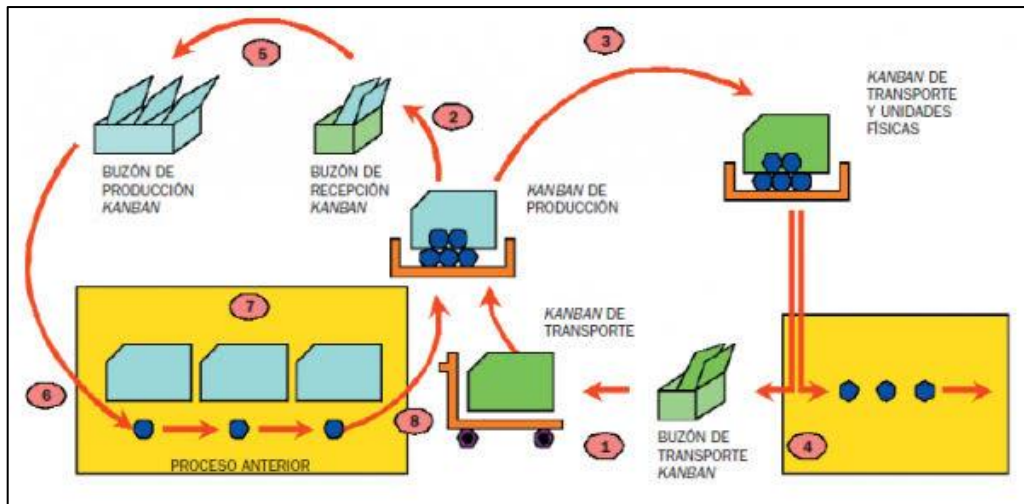 5
3
2
KANBAN DE
TRANSPORTE
Y UNIDADES
FÍSICAS
BUZÓN DE
PRODUCCIÓN
KANBAN
BUZÓN DE
RECEPCIÓN
KANBAN
KANBAN DE
PRODUCCIÓN
7
KANBAN DE
TRANSPORTE
6
8
1
BUZÓN DE
TRANSPORTE
KANBAN
4
PROCESO ANTERIOR